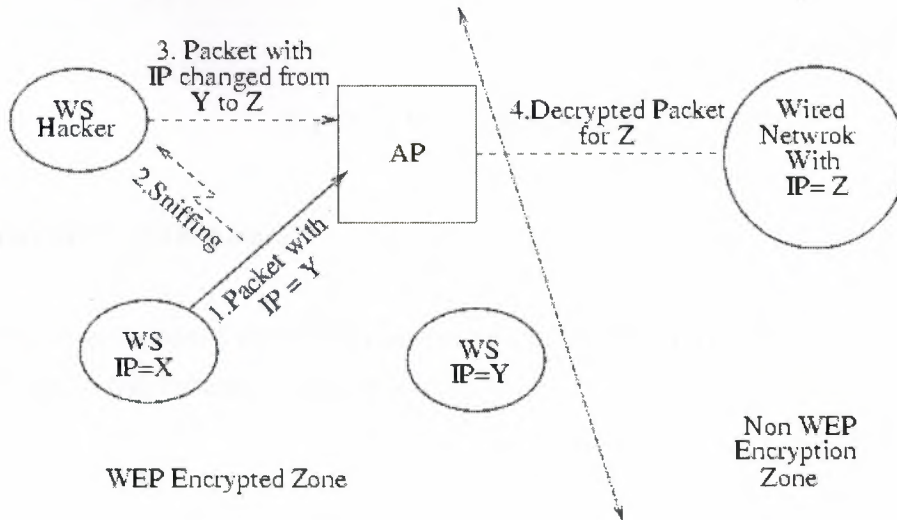 3. Packet with
IP changed from
Y to Z
WS
Hacker
AP
4.Decrypted Packet
for Z
Wired
Netwrok
With
IP= Z
2.Sniffing
1.Packet with
IP = Y
WS
IP=X
WS
IP=Y
Non WEP
Encryption
Zone
WEP Encrypted Zone